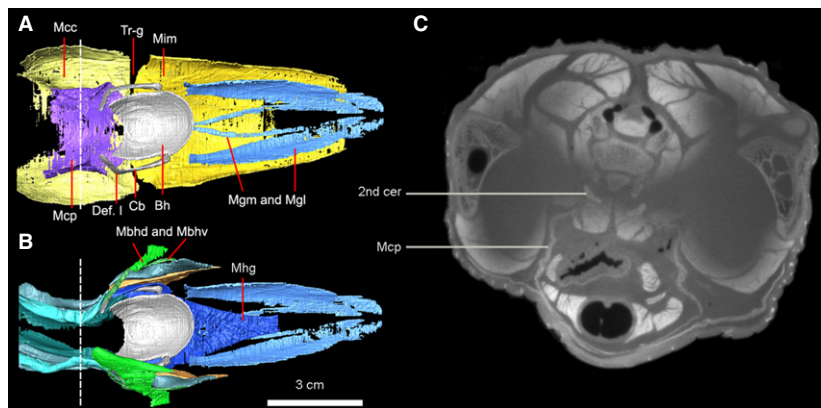 A
Mcc
Tr-g
Mim
Mcp
Def. I
Cb
Bh
Mgm and Mgl
B
Mbhd and Mbhv
Mhg
3 cm
C
2nd cer
Mcp